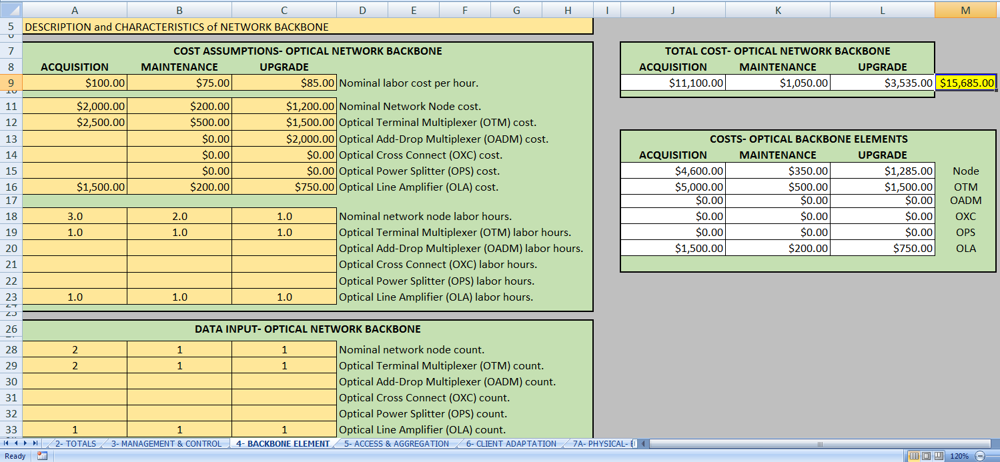 A B C D E F G H I J K L M
5 DESCRIPTION and CHARACTERISTICS of NETWORK BACKBONE
6
7 COST ASSUMPTIONS- OPTICAL NETWORK BACKBONE TOTAL COST- OPTICAL NETWORK BACKBONE
8 ACQUISITION MAINTENANCE UPGRADE ACQUISITION MAINTENANCE UPGRADE
9 $100.00 $75.00 $85.00 Nominal labor cost per hour. $11,100.00 $1,050.00 $3,535.00 $15,685.00
10
11 $2,000.00 $200.00 $1,200.00 Nominal Network Node cost.
12 $2,500.00 $500.00 $1,500.00 Optical Terminal Multiplexer (OTM) cost.
13 $0.00 $2,000.00 Optical Add-Drop Multiplexer (OADM) cost. COSTS- OPTICAL BACKBONE ELEMENTS
14 $0.00 $0.00 Optical Cross Connect (OXC) cost. ACQUISITION MAINTENANCE UPGRADE
15 $0.00 $0.00 Optical Power Splitter (OPS) cost. $4,600.00 $350.00 $1,285.00 Node
16 $1,500.00 $200.00 $750.00 Optical Line Amplifier (OLA) cost. $5,000.00 $500.00 $1,500.00 OTM
17 $0.00 $0.00 $0.00 OADM
18 3.0 2.0 1.0 Nominal network node labor hours. $0.00 $0.00 $0.00 OXC
19 1.0 1.0 1.0 Optical Terminal Multiplexer (OTM) labor hours. $0.00 $0.00 $0.00 OPS
20 Optical Add-Drop Multiplexer (OADM) labor hours. $1,500.00 $200.00 $750.00 OLA
21 Optical Cross Connect (OXC) labor hours.
22 Optical Power Splitter (OPS) labor hours.
23 1.0 1.0 1.0 Optical Line Amplifier (OLA) labor hours.
24
25
26 DATA INPUT- OPTICAL NETWORK BACKBONE
28 2 1 1 Nominal network node count.
29 2 1 1 Optical Terminal Multiplexer (OTM) count.
30 Optical Add-Drop Multiplexer (OADM) count.
31 Optical Cross Connect (OXC) count.
32 Optical Power Splitter (OPS) count.
33 1 1 1 Optical Line Amplifier (OLA) count.
2- TOTALS 3- MANAGEMENT & CONTROL 4- BACKBONE ELEMENT 5- ACCESS & AGGREGATION 6- CLIENT ADAPTATION 7A- PHYSICAL-
Ready 120%